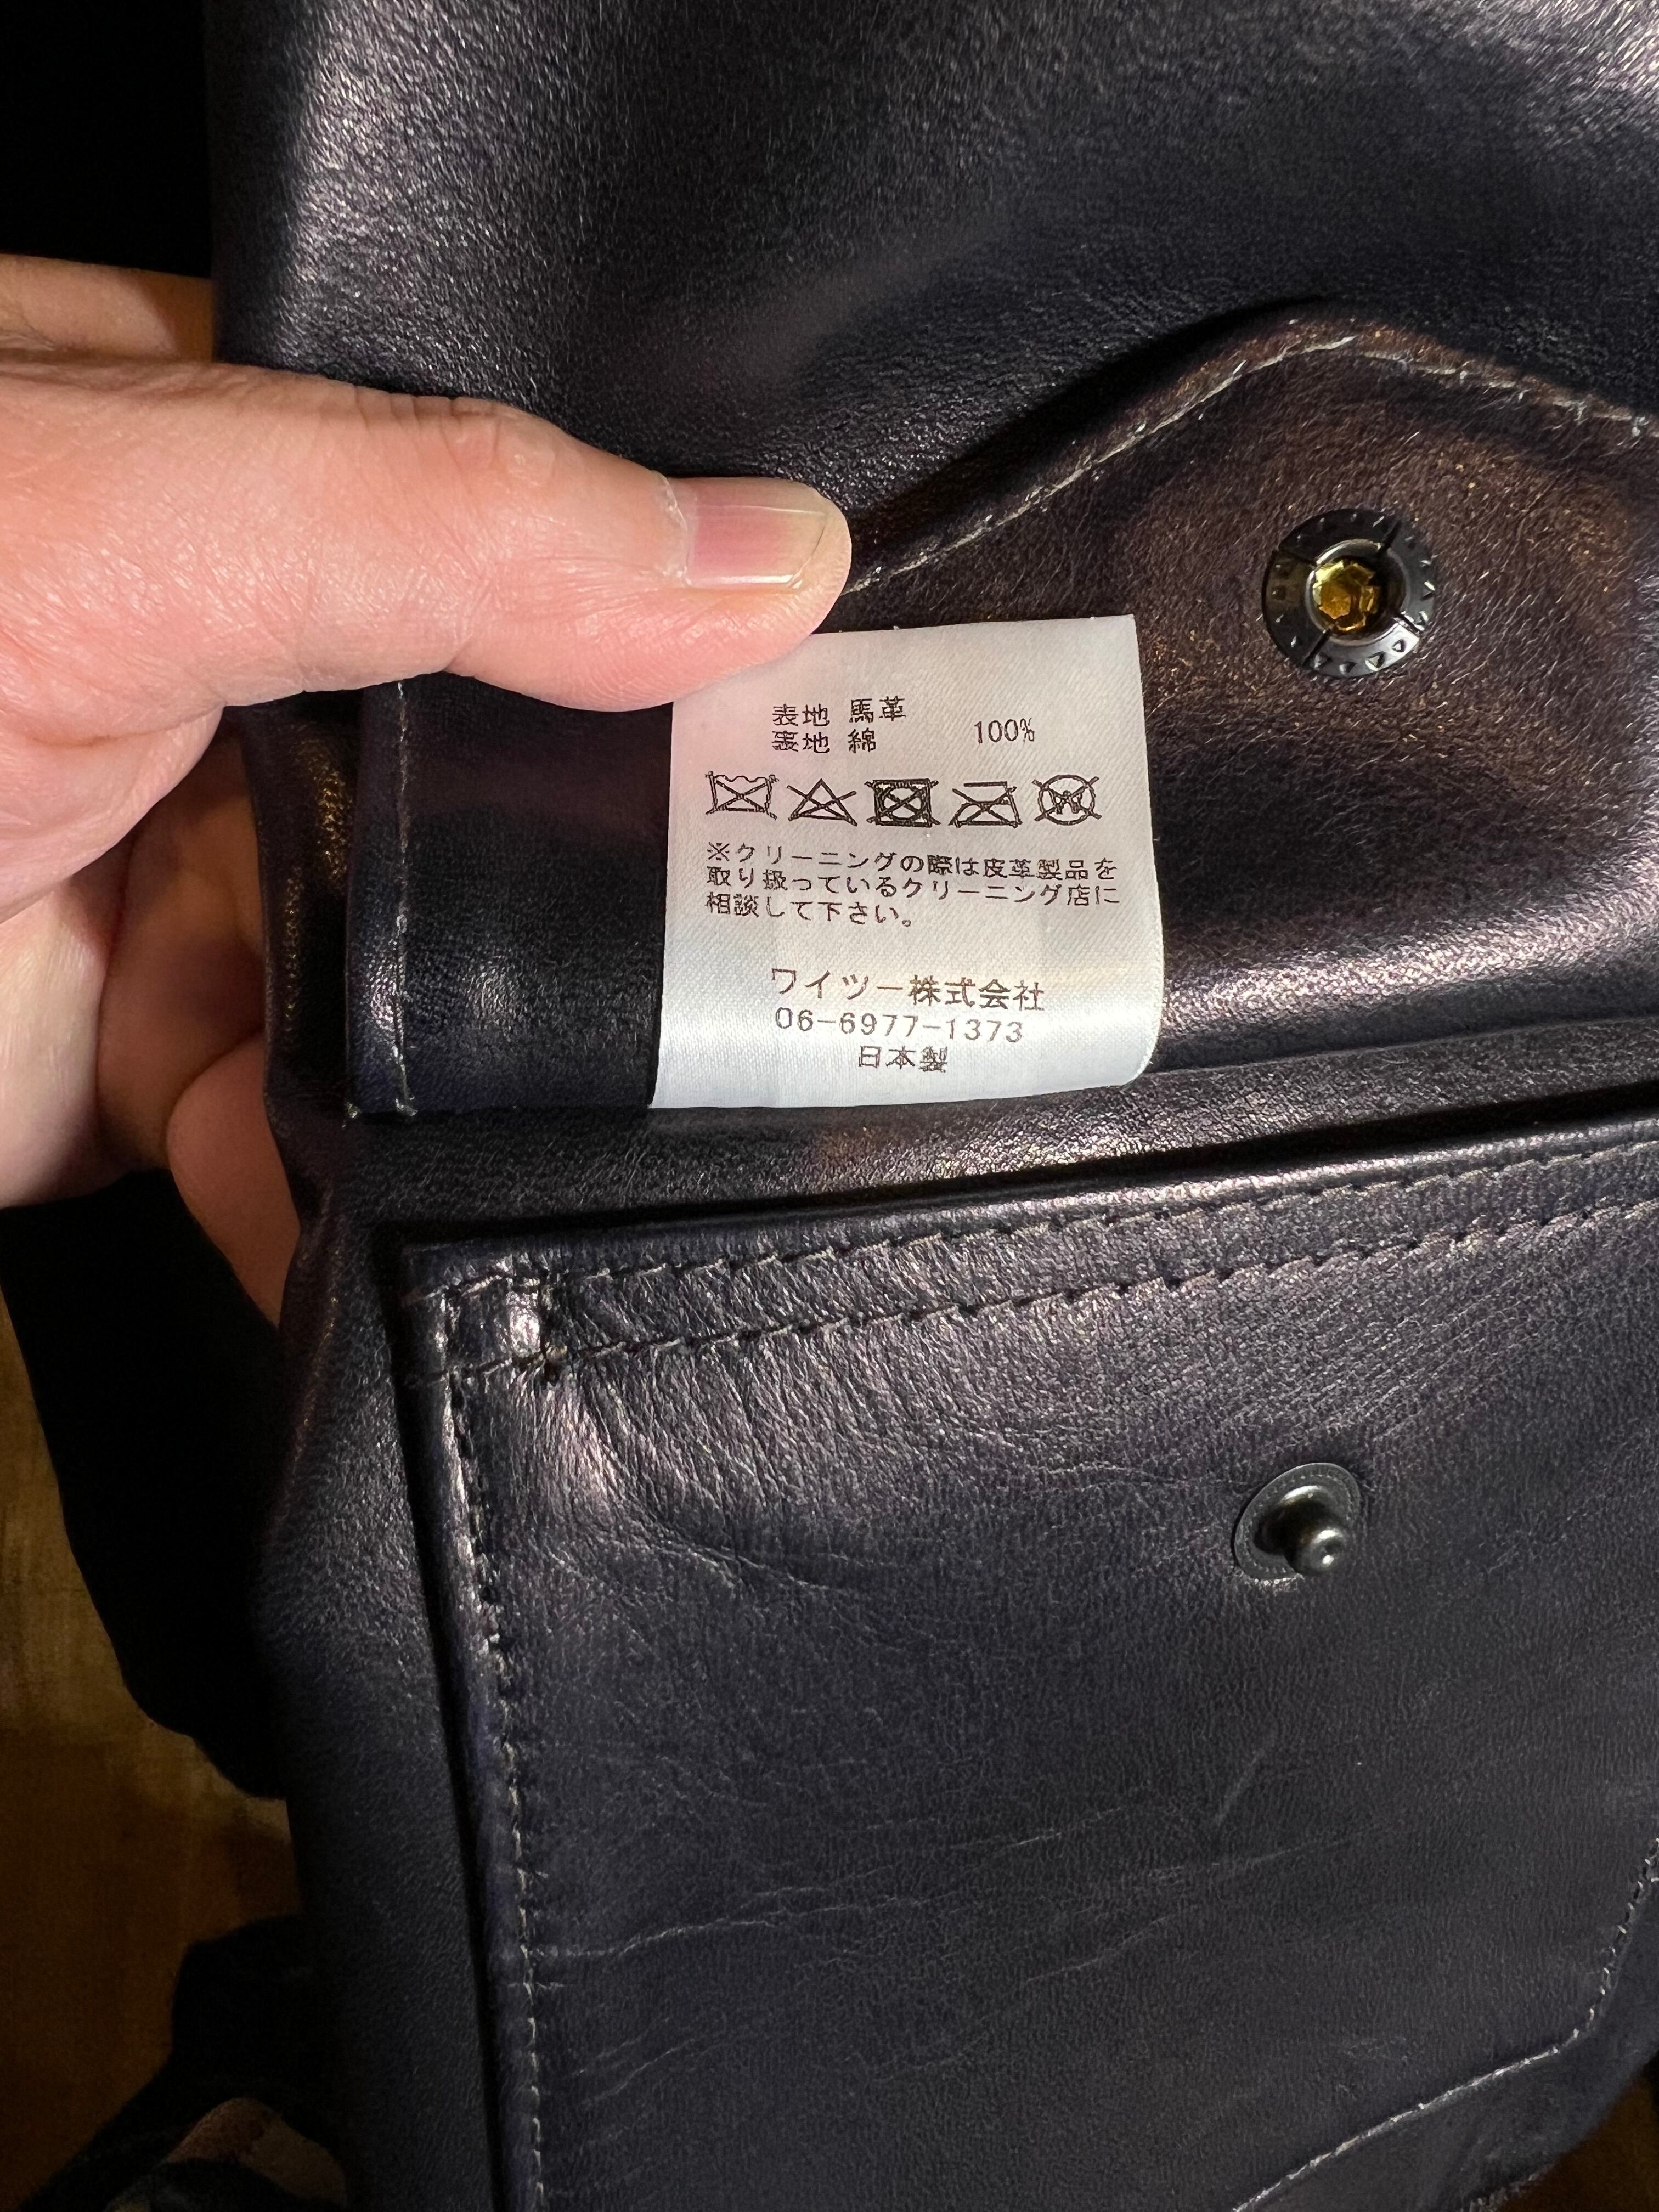 表地 馬革
裏地 綿 100%
※クリーニングの際は皮革製品を
取り扱っているクリーニング店に
相談して下さい。
ワイツー株式会社
06-6977-1373
日本製